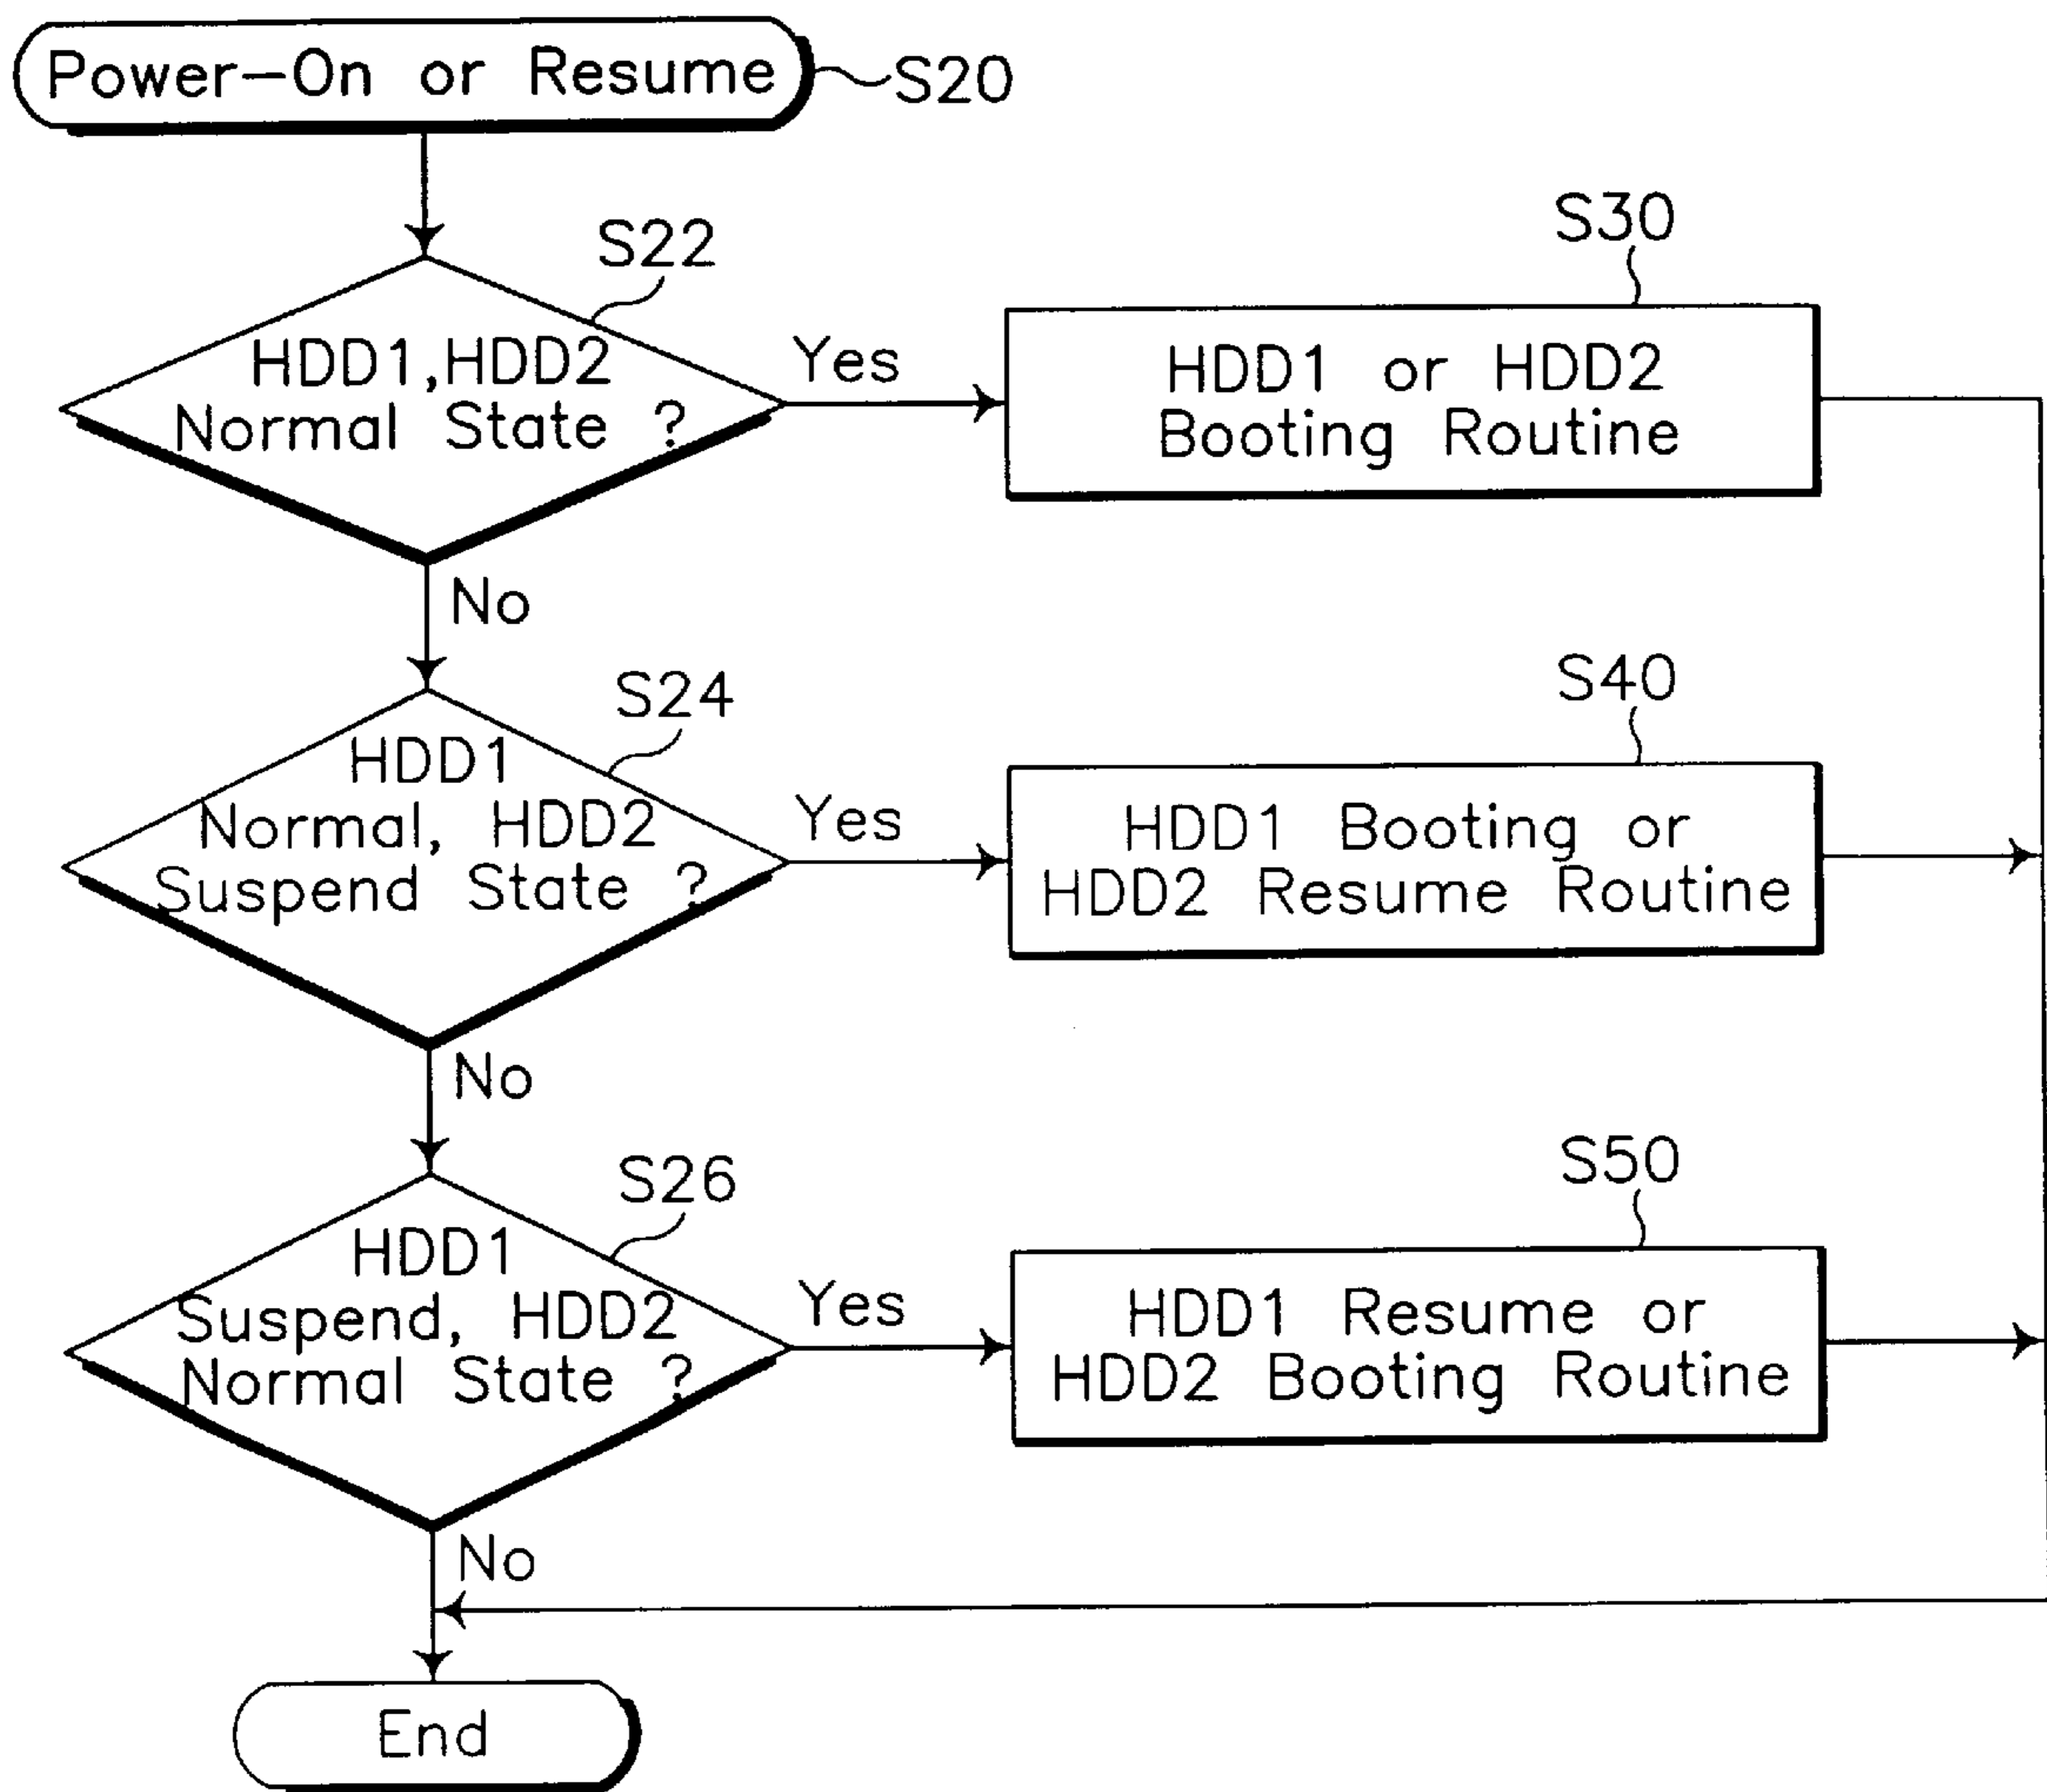 Power-On or Resume
S20
S22
HDD1,HDD2
Normal State ?
Yes
S30
HDD1 or HDD2
Booting Routine
No
S24
HDD1
Normal, HDD2
Suspend State ?
Yes
S40
HDD1 Booting or
HDD2 Resume Routine
No
S26
HDD1
Suspend, HDD2
Normal State ?
Yes
S50
HDD1 Resume or
HDD2 Booting Routine
No
End